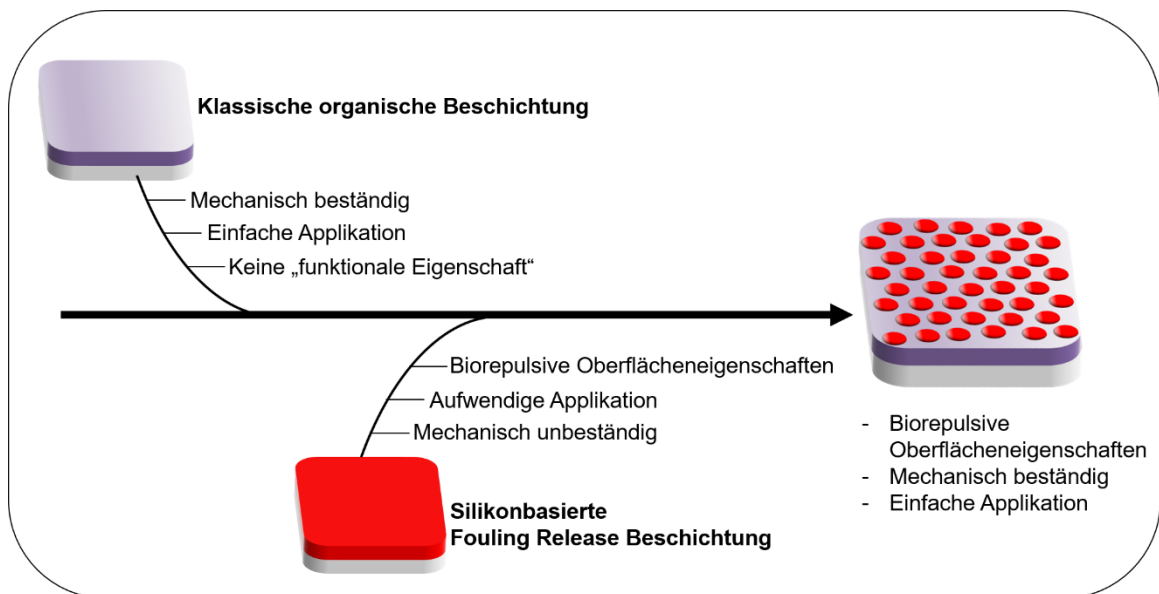 Klassische organische Beschichtung
Mechanisch beständig
Einfache Applikation
Keine „funktionale Eigenschaft“
Biorepulsive Oberflächeneigenschaften
Aufwendige Applikation
Mechanisch unbeständig
Silikonbasierte
Fouling Release Beschichtung
- Biorepulsive
Oberflächeneigenschaften
- Mechanisch beständig
- Einfache Applikation